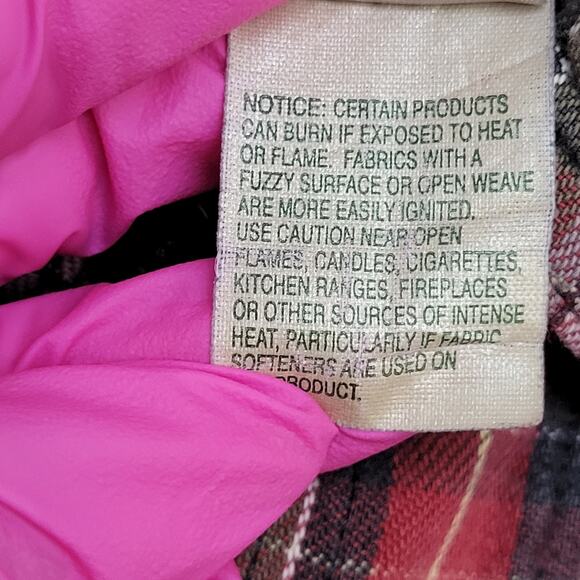 NOTICE: CERTAIN PRODUCTS
CAN BURN IF EXPOSED TO HEAT
OR FLAME. FABRICS WITH A
FUZZY SURFACE OR OPEN WEAVE
ARE MORE EASILY IGNITED.
USE CAUTION NEAR OPEN
FLAMES, CANDLES, CIGARETTES,
KITCHEN RANGES, FIREPLACES
OR OTHER SOURCES OF INTENSE
HEAT, PARTICULARLY IF FABRIC
SOFTENERS ARE USED ON
PRODUCT.